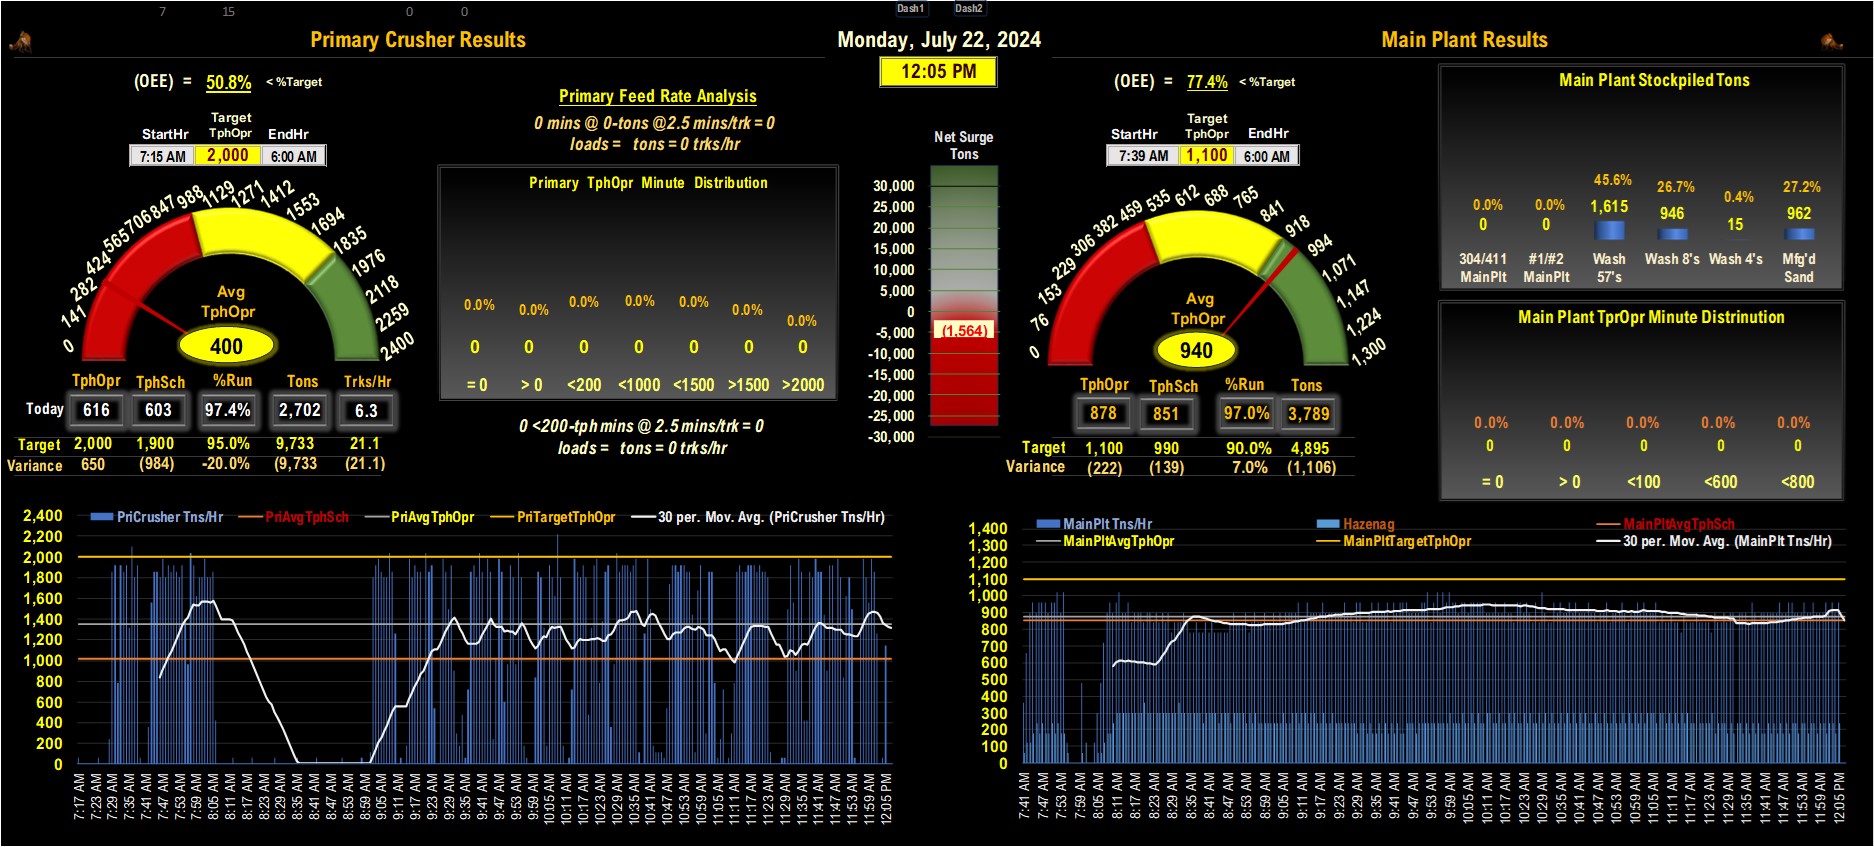 7 15 0 0 Dash1 Dash2
Primary Crusher Results
Monday, July 22, 2024
Main Plant Results
12:05 PM
(OEE) = 50.8% < %Target
Target
StartHr TphOpr EndHr
7:15 AM 2,000 6:00 AM
0 141 282 424 565 706 847 988 1129 1271 1412 1553 1694 1835 1976 2118 2259 2400
Avg
TphOpr
400
TphOpr TphSch %Run Tons Trks/Hr
Today 616 603 97.4% 2,702 6.3
Target 2,000 1,900 95.0% 9,733 21.1
Variance 650 (984) -20.0% (9,733 (21.1)
Primary Feed Rate Analysis
0 mins @ 0-tons @2.5 mins/trk = 0
loads = tons = 0 trks/hr
Primary TphOpr Minute Distribution
0.0% 0.0% 0.0% 0.0% 0.0% 0.0% 0.0%
0 0 0 0 0 0 0
= 0 > 0 <200 <1000 <1500 >1500 >2000
0 <200-tph mins @ 2.5 mins/trk = 0
loads = tons = 0 trks/hr
Net Surge
Tons
30,000
25,000
20,000
15,000
10,000
5,000
0
-5,000
-10,000
-15,000
-20,000
-25,000
-30,000
(1,564)
(OEE) = 77.4% < %Target
Target
StartHr TphOpr EndHr
7:39 AM 1,100 6:00 AM
0 76 153 229 306 382 459 535 612 688 765 841 918 994 1,071 1,147 1,224 1,300
Avg
TphOpr
940
TphOpr TphSch %Run Tons
878 851 97.0% 3,789
Target 1,100 990 90.0% 4,895
Variance (222) (139) 7.0% (1,106)
Main Plant Stockpiled Tons
0.0% 0.0% 45.6% 26.7% 0.4% 27.2%
0 0 1,615 946 15 962
304/411 #1/#2 Wash Wash 8's Wash 4's Mfg'd
MainPlt MainPlt 57's Sand
Main Plant TprOpr Minute Distrinution
0.0% 0.0% 0.0% 0.0% 0.0%
0 0 0 0 0
= 0 > 0 <100 <600 <800
PriCrusher Tns/Hr PriAvgTphSch PriAvgTphOpr PriTargetTphOpr 30 per. Mov. Avg. (PriCrusher Tns/Hr)
2,400
2,200
2,000
1,800
1,600
1,400
1,200
1,000
800
600
400
200
0
7:17 AM 7:23 AM 7:29 AM 7:35 AM 7:41 AM 7:47 AM 7:53 AM 7:59 AM 8:05 AM 8:11 AM 8:17 AM 8:23 AM 8:29 AM 8:35 AM 8:41 AM 8:47 AM 8:53 AM 8:59 AM 9:05 AM 9:11 AM 9:17 AM 9:23 AM 9:29 AM 9:35 AM 9:41 AM 9:47 AM 9:53 AM 9:59 AM 10:05 AM 10:11 AM 10:17 AM 10:23 AM 10:29 AM 10:35 AM 10:41 AM 10:47 AM 10:53 AM 10:59 AM 11:05 AM 11:11 AM 11:17 AM 11:23 AM 11:29 AM 11:35 AM 11:41 AM 11:47 AM 11:53 AM 11:59 AM 12:05 PM
MainPlt Tns/Hr Hazenag MainPltAvgTphSch
MainPltAvgTphOpr MainPltTargetTphOpr 30 per. Mov. Avg. (MainPlt Tns/Hr)
1,400
1,300
1,200
1,100
1,000
900
800
700
600
500
400
300
200
100
0
7:41 AM 7:47 AM 7:53 AM 7:59 AM 8:05 AM 8:11 AM 8:17 AM 8:23 AM 8:29 AM 8:35 AM 8:41 AM 8:47 AM 8:53 AM 8:59 AM 9:05 AM 9:11 AM 9:17 AM 9:23 AM 9:29 AM 9:35 AM 9:41 AM 9:47 AM 9:53 AM 9:59 AM 10:05 AM 10:11 AM 10:17 AM 10:23 AM 10:29 AM 10:35 AM 10:41 AM 10:47 AM 10:53 AM 10:59 AM 11:05 AM 11:11 AM 11:17 AM 11:23 AM 11:29 AM 11:35 AM 11:41 AM 11:47 AM 11:53 AM 11:59 AM 12:05 PM